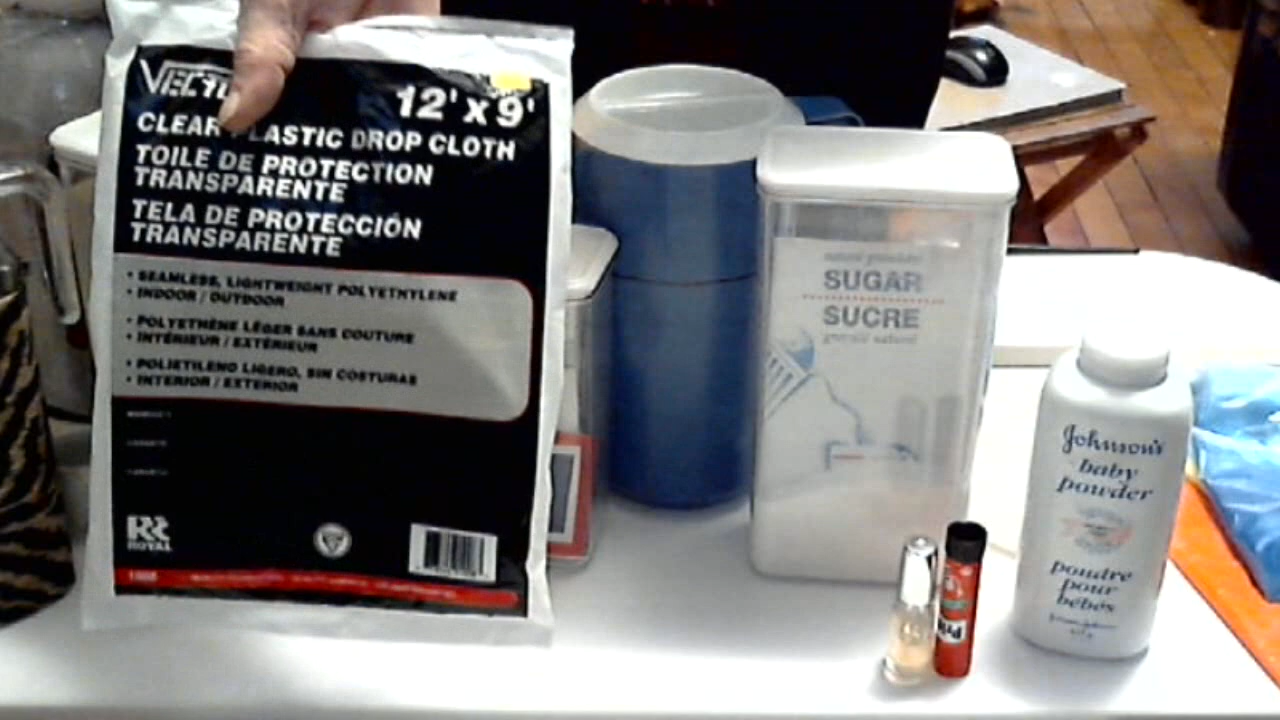 12' x 9'
CLEAR PLASTIC DROP CLOTH
TOILE DE PROTECTION
TRANSPARENTE
TELA DE PROTECCIÓN
TRANSPARENTE
• SEAMLESS, LIGHTWEIGHT POLYETHYLENE
• INDOOR / OUTDOOR
• POLYETHÈNE LÉGER SANS COUTURE
• INTÉRIEUR / EXTÉRIEUR
• POLIETILENO LIGERO, SIN COSTURAS
• INTERIOR / EXTERIOR
ROYAL
SUGAR
SUCRE
Johnson's
baby
powder
poudre
pour
bébés